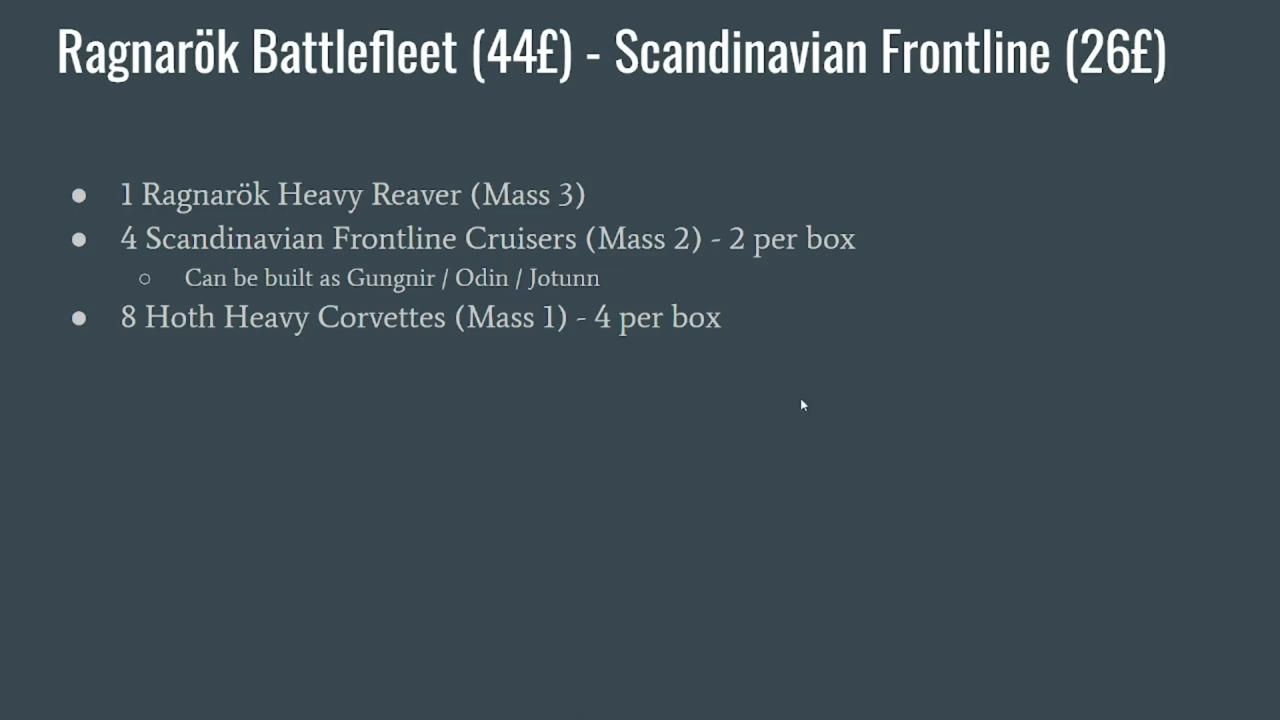 Ragnarök Battlefleet (44£) - Scandinavian Frontline (26£)
● 1 Ragnarök Heavy Reaver (Mass 3)
● 4 Scandinavian Frontline Cruisers (Mass 2) - 2 per box
○ Can be built as Gungnir / Odin / Jotunn
● 8 Hoth Heavy Corvettes (Mass 1) - 4 per box